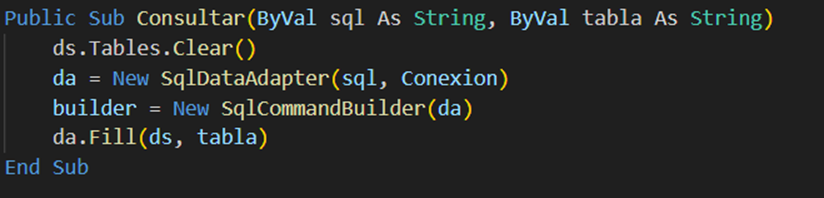 Public Sub Consultar(ByVal sql As String, ByVal tabla As String)
    ds.Tables.Clear()
    da = New SqlDataAdapter(sql, Conexion)
    builder = New SqlCommandBuilder(da)
    da.Fill(ds, tabla)
End Sub